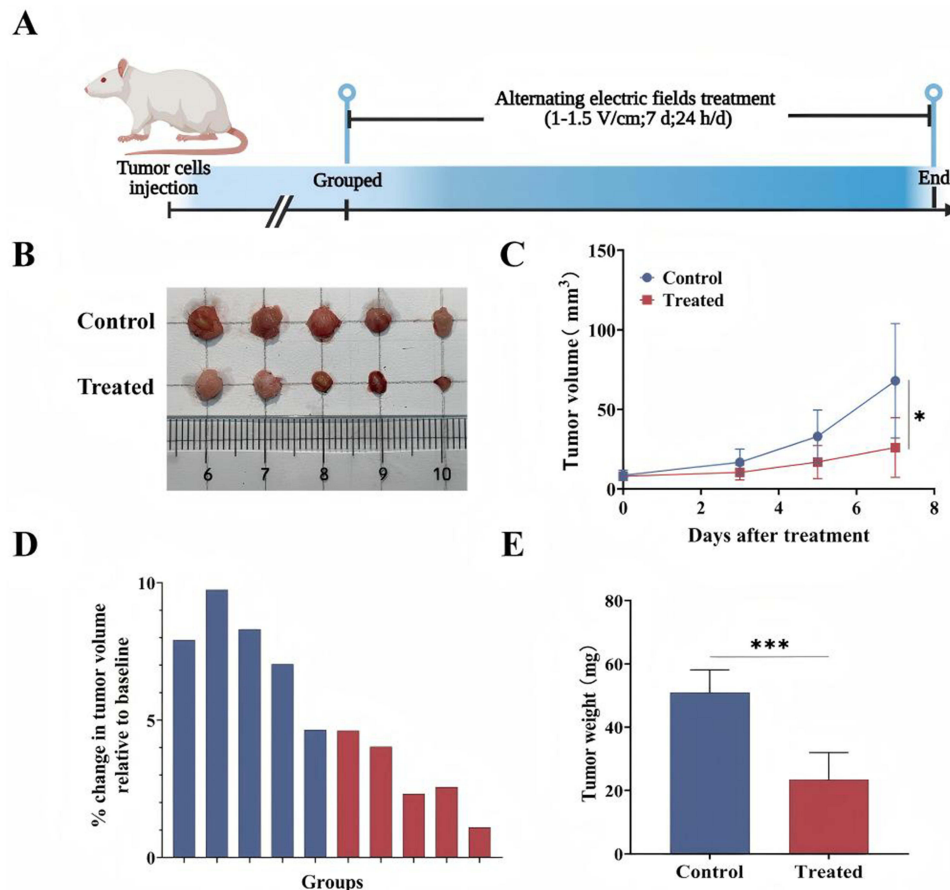 A
Alternating electric fields treatment
(1-1.5 V/cm;7 d;24 h/d)
Tumor cells
injection
Grouped
End
B
Control
Treated
6 7 8 9 10
C
Tumor volume( mm³)
150
100
50
0
Control
Treated
*
0 2 4 6 8
Days after treatment
D
% change in tumor volume
relative to baseline
10
5
0
Groups
E
Tumor weight(mg)
80
60
40
20
0
***
Control Treated